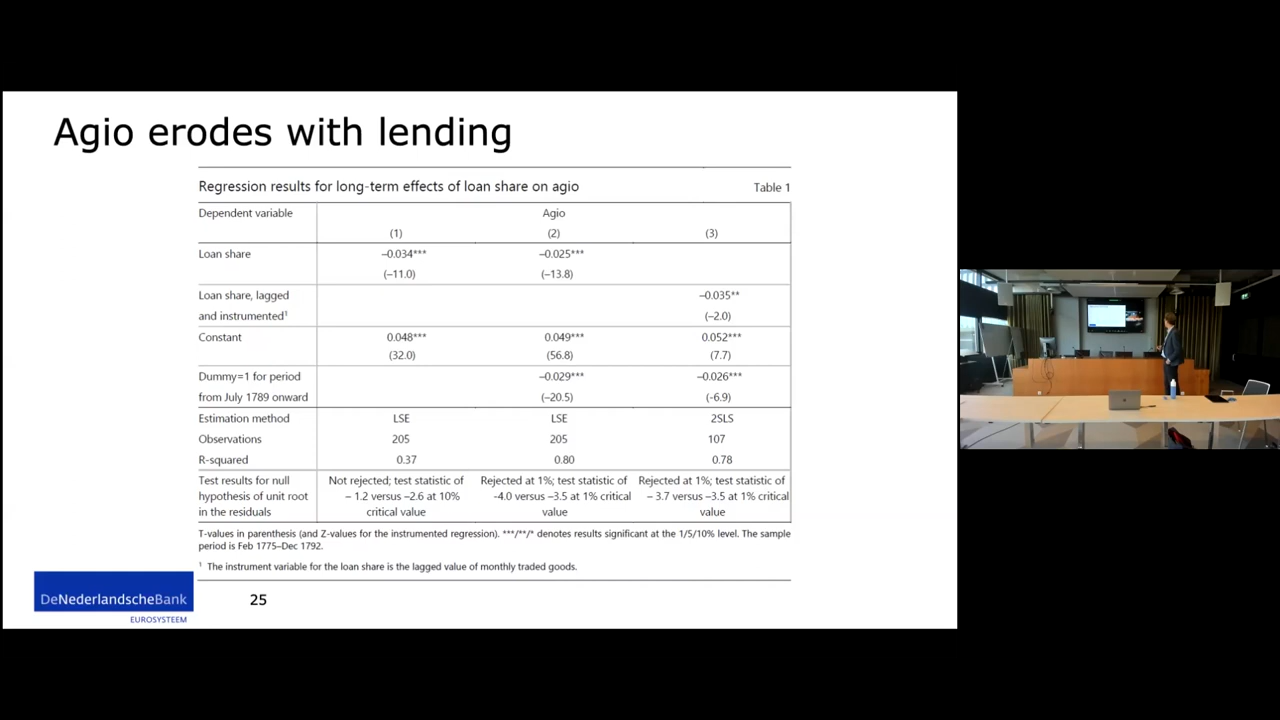 Agio erodes with lending
Regression results for long-term effects of loan share on agio Table 1
Dependent variable Agio
(1) (2) (3)
Loan share –0.034*** –0.025***
(–11.0) (–13.8)
Loan share, lagged –0.035**
and instrumented¹ (–2.0)
Constant 0.048*** 0.049*** 0.052***
(32.0) (56.8) (7.7)
Dummy=1 for period –0.029*** –0.026***
from July 1789 onward (–20.5) (-6.9)
Estimation method LSE LSE 2SLS
Observations 205 205 107
R-squared 0.37 0.80 0.78
Test results for null Not rejected; test statistic of Rejected at 1%; test statistic of Rejected at 1%; test statistic of
hypothesis of unit root – 1.2 versus –2.6 at 10% -4.0 versus –3.5 at 1% critical – 3.7 versus –3.5 at 1% critical
in the residuals critical value value value
T-values in parenthesis (and Z-values for the instrumented regression). ***/**/* denotes results significant at the 1/5/10% level. The sample
period is Feb 1775–Dec 1792.
¹ The instrument variable for the loan share is the lagged value of monthly traded goods.
DeNederlandscheBank
EUROSYSTEEM
25